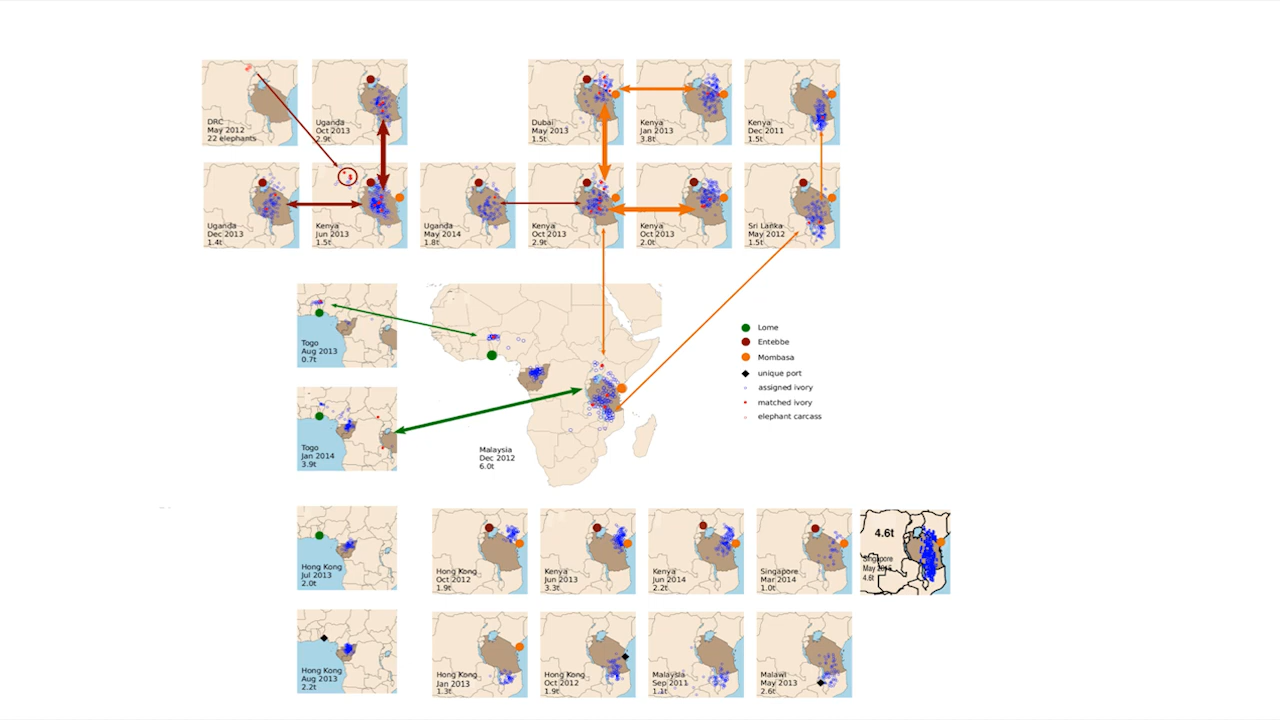 DRC
May 2012
22 elephants
Uganda
Oct 2013
2.9t
Dubai
May 2013
1.5t
Kenya
Jan 2013
3.8t
Kenya
Dec 2011
1.5t
Uganda
Dec 2013
1.4t
Kenya
Jun 2013
1.5t
Uganda
May 2014
1.8t
Kenya
Oct 2013
2.9t
Kenya
Oct 2013
2.0t
Sri Lanka
May 2012
1.5t
Togo
Aug 2013
0.7t
Togo
Jan 2014
3.9t
Malaysia
Dec 2012
6.0t
Lome
Entebbe
Mombasa
unique port
assigned ivory
matched ivory
elephant carcass
Hong Kong
Jul 2013
2.0t
Hong Kong
Oct 2012
1.9t
Kenya
Jun 2013
3.3t
Kenya
Jun 2014
2.2t
Singapore
Mar 2014
1.0t
4.6t
Singapore
May 2015
4.6t
Hong Kong
Aug 2013
2.2t
Hong Kong
Jan 2013
1.3t
Hong Kong
Oct 2012
1.9t
Malaysia
Sep 2011
1.1t
Malawi
May 2013
2.6t